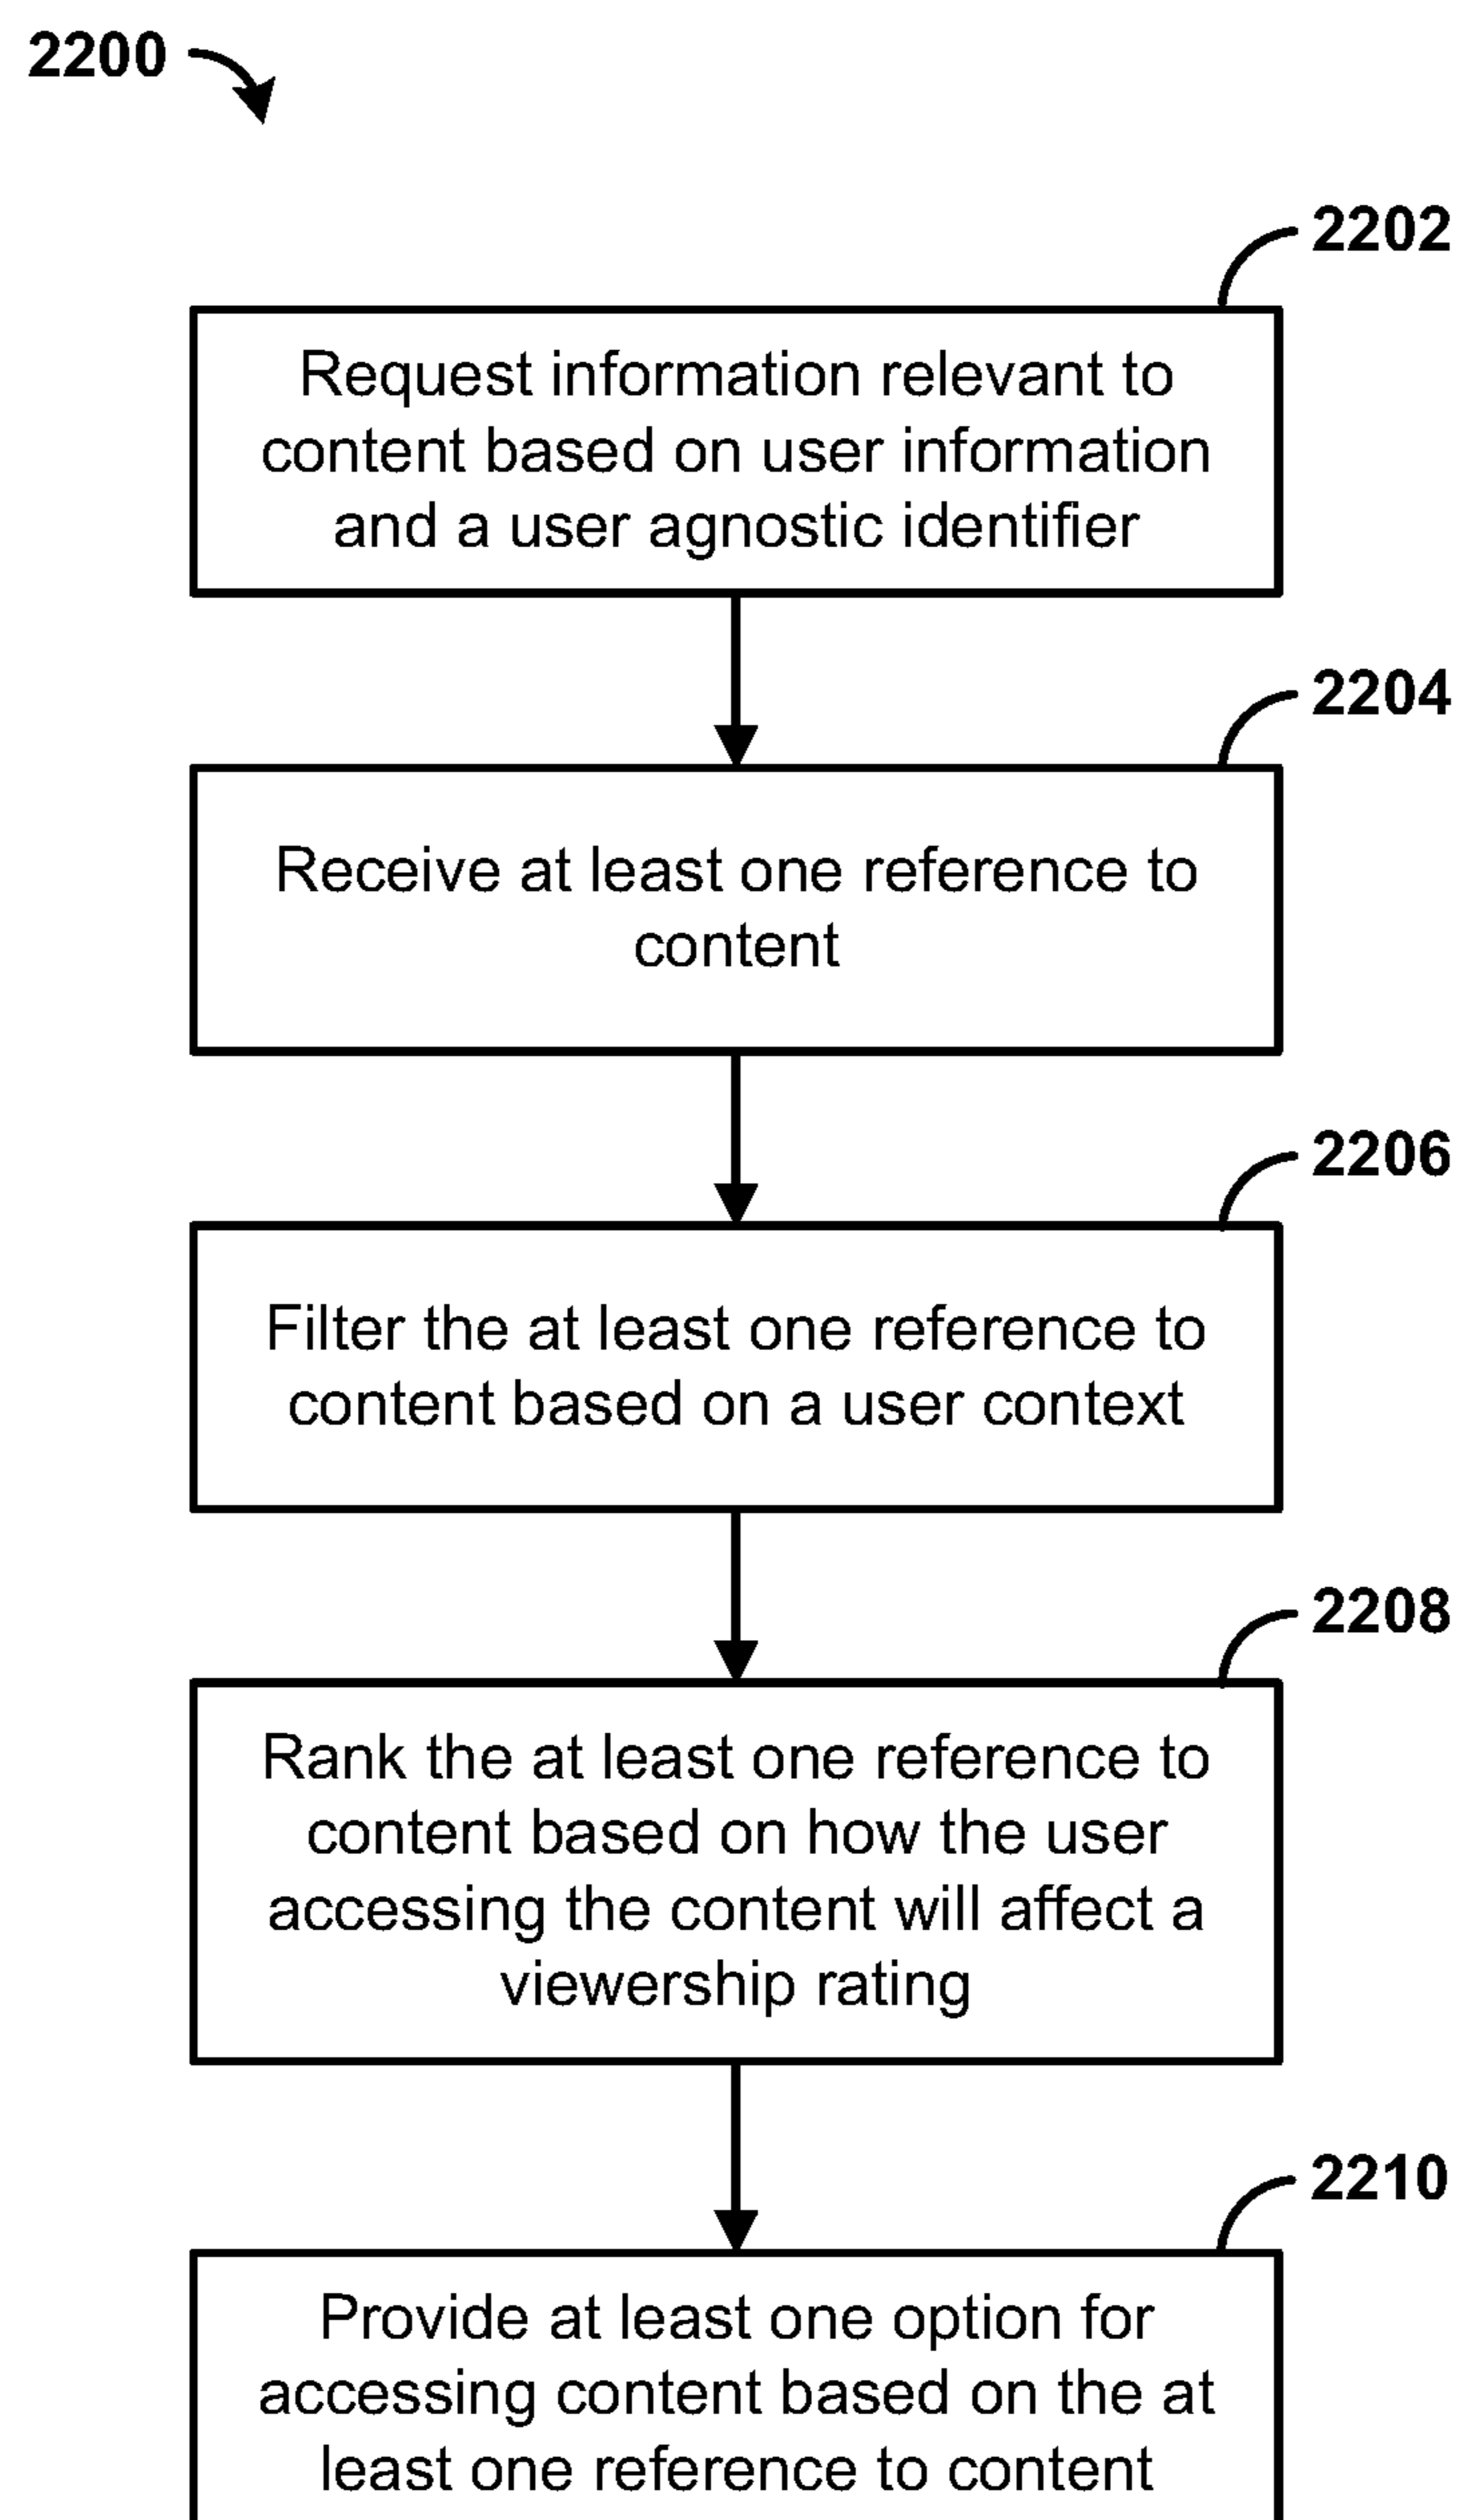 2200
2202
Request information relevant to
content based on user information
and a user agnostic identifier
2204
Receive at least one reference to
content
2206
Filter the at least one reference to
content based on a user context
2208
Rank the at least one reference to
content based on how the user
accessing the content will affect a
viewership rating
2210
Provide at least one option for
accessing content based on the at
least one reference to content